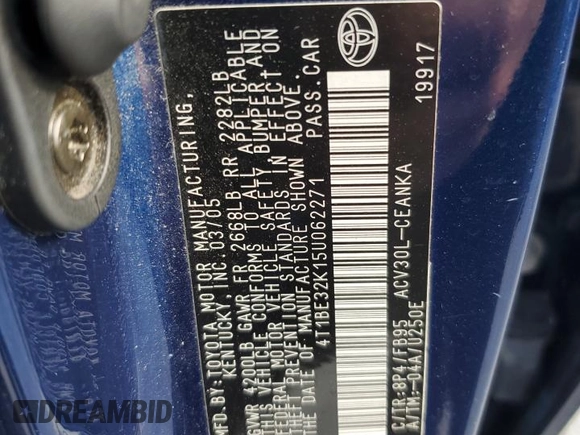 MFD.BY:TOYOTA MOTOR MANUFACTURING,
KENTUCKY, INC. 03/05
GVWR 4200LB GAWR FR 2668LB RR 2282LB
THIS VEHICLE CONFORMS TO ALL APPLICABLE
FEDERAL MOTOR VEHICLE SAFETY, BUMPER, AND
THEFT PREVENTION STANDARDS IN EFFECT ON
THE DATE OF MANUFACTURE SHOWN ABOVE.
4T1BE32K15U062271 PASS. CAR
C/TR:8P4/FB95 ACV30L-CEANKA
A/TM:-04A/U250E 19917
DREAMBID